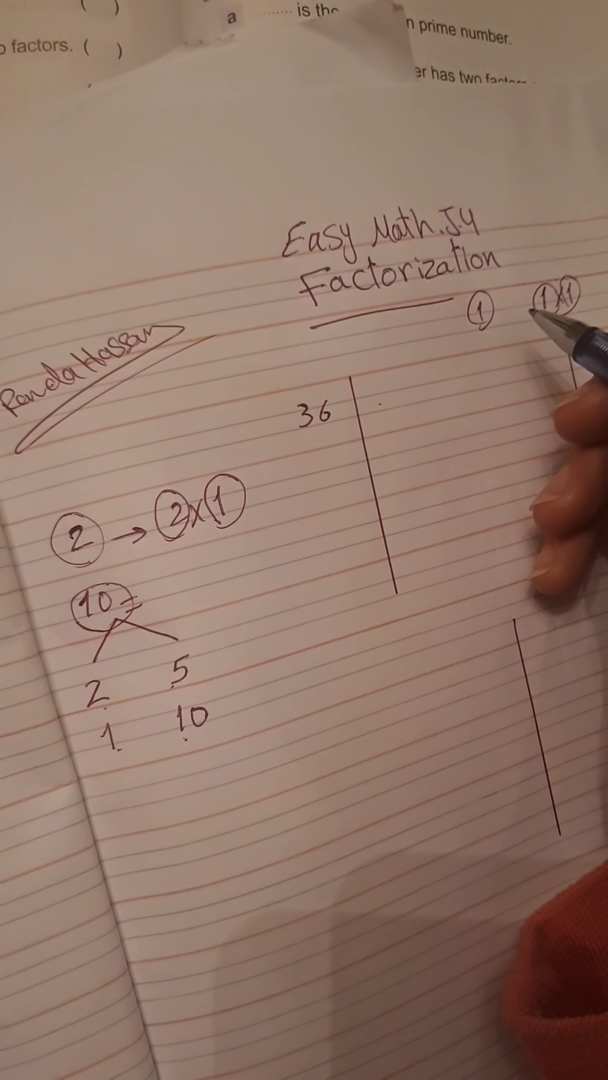 ( )
a ......... is the
n prime number.
o factors. ( )
er has two factors
Easy Math.J4
Factorization
1 1x1
Randa Hassan
36
2 → 2x1
10=
2 5
1 10